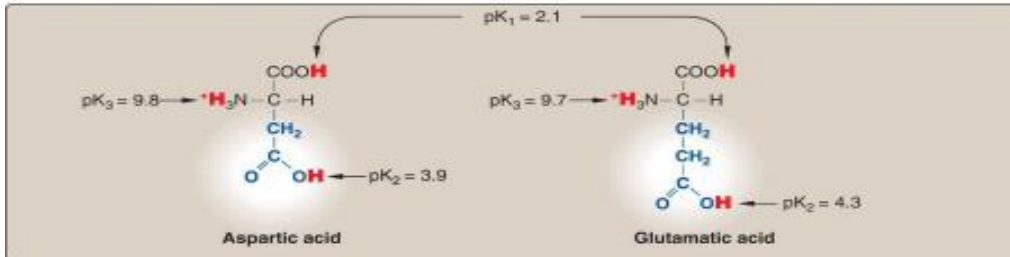 pK₁ = 2.1
COOH
COOH
pK₃ = 9.8
⁺H₃N–C–H
pK₃ = 9.7
⁺H₃N–C–H
CH₂
CH₂
CH₂
C
O
OH
pK₂ = 3.9
C
O
OH
pK₂ = 4.3
Aspartic acid
Glutamatic acid